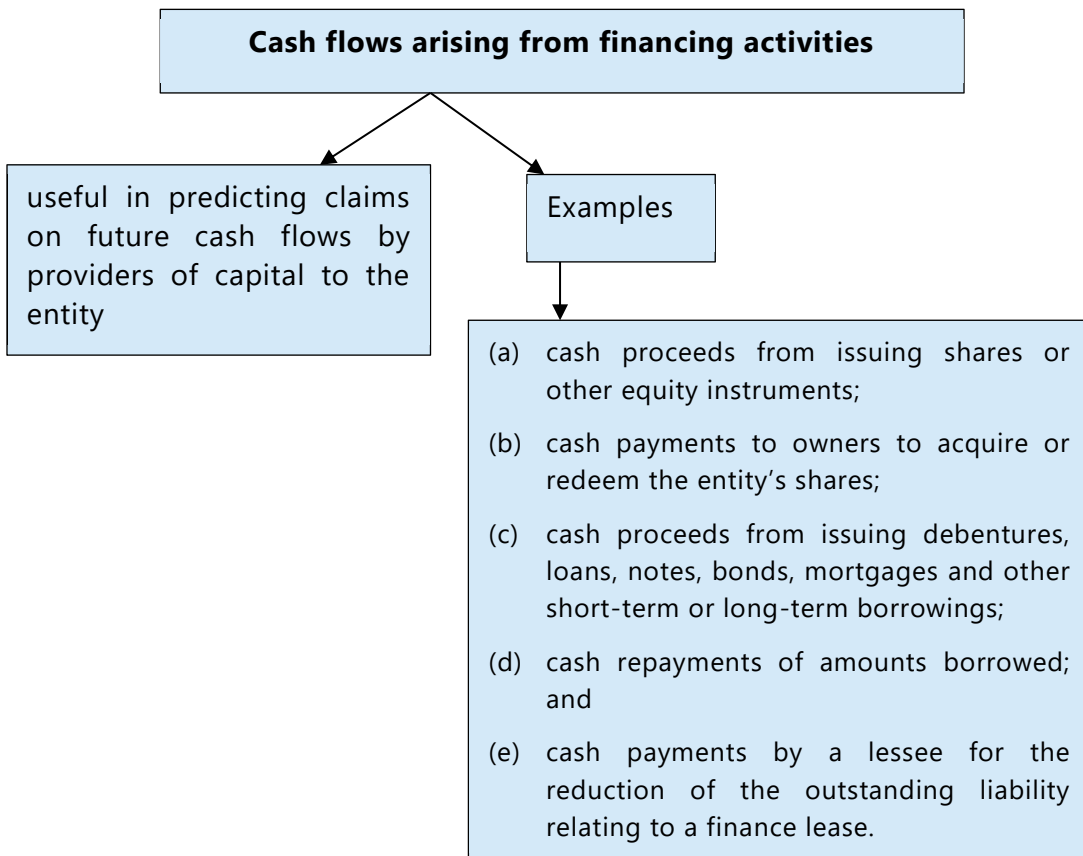 Cash flows arising from financing activities
useful in predicting claims
on future cash flows by
providers of capital to the
entity
Examples
(a) cash proceeds from issuing shares or
other equity instruments;
(b) cash payments to owners to acquire or
redeem the entity’s shares;
(c) cash proceeds from issuing debentures,
loans, notes, bonds, mortgages and other
short-term or long-term borrowings;
(d) cash repayments of amounts borrowed;
and
(e) cash payments by a lessee for the
reduction of the outstanding liability
relating to a finance lease.